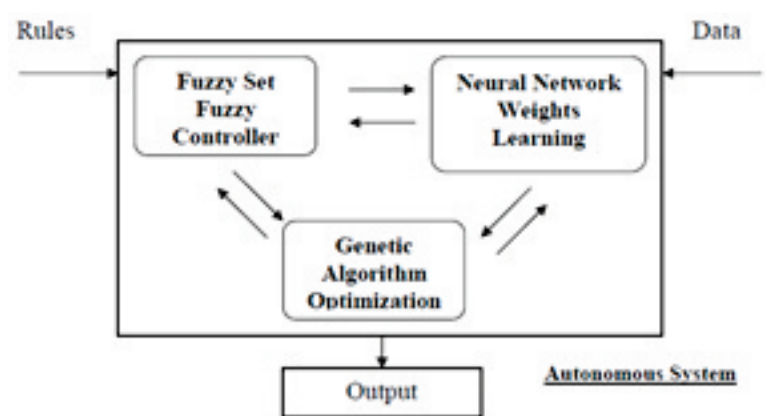 Rules
Data
Fuzzy Set
Fuzzy
Controller
Neural Network
Weights
Learning
Genetic
Algorithm
Optimization
Output
Autonomous System